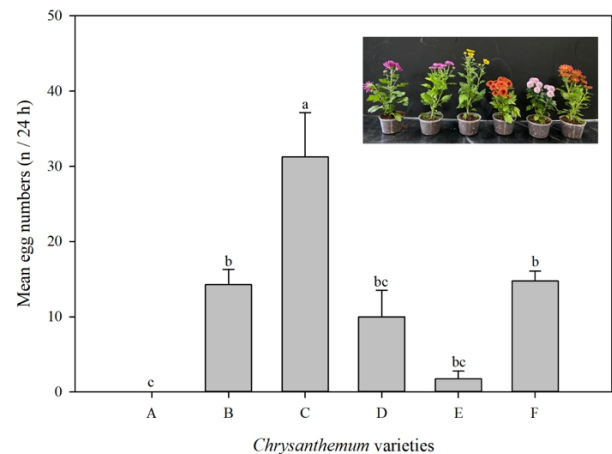 50
40
30
20
10
0
Mean egg numbers (n / 24 h)
c
b
a
bc
bc
b
A B C D E F
Chrysanthemum varieties